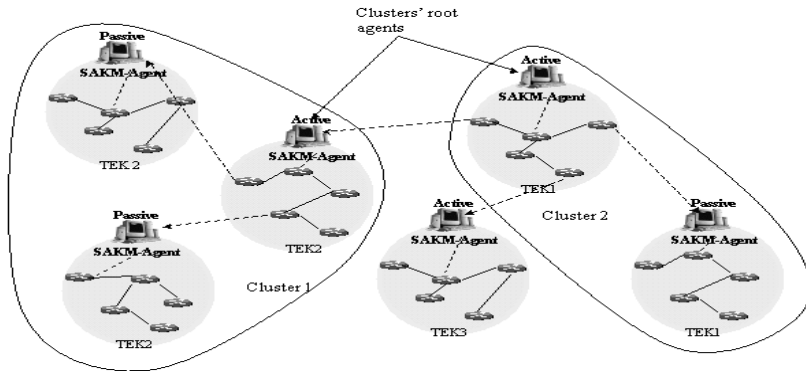 Clusters' root
agents
Passive
SAKM-Agent
TEK 2
Active
SAKM-Agent
TEK2
Passive
SAKM-Agent
TEK2
Cluster 1
Active
SAKM-Agent
TEK1
Cluster 2
Active
SAKM-Agent
TEK3
Passive
SAKM-Agent
TEK1